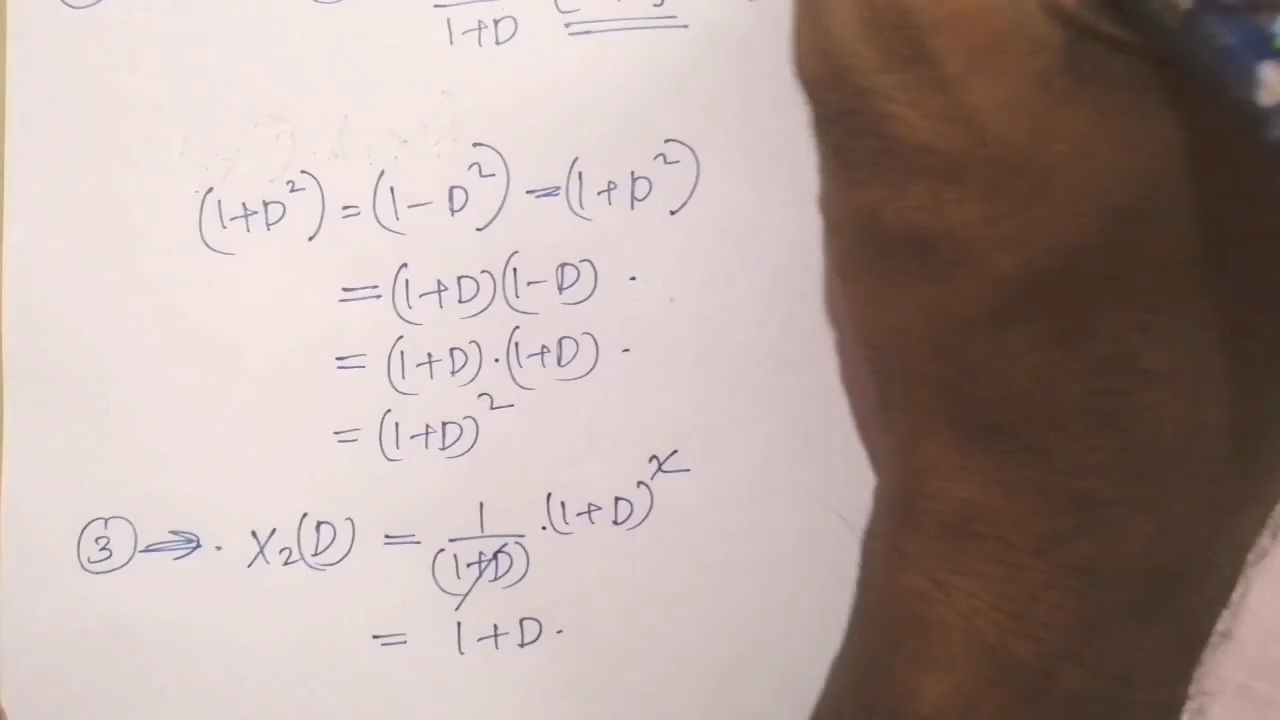 1+D
(1+D²) = (1-D²) = (1+D²)
= (1+D)(1-D) .
= (1+D).(1+D) .
= (1+D)²
③ → . X₂(D) = 1/(1+D) .(1+D)²
= 1+D.